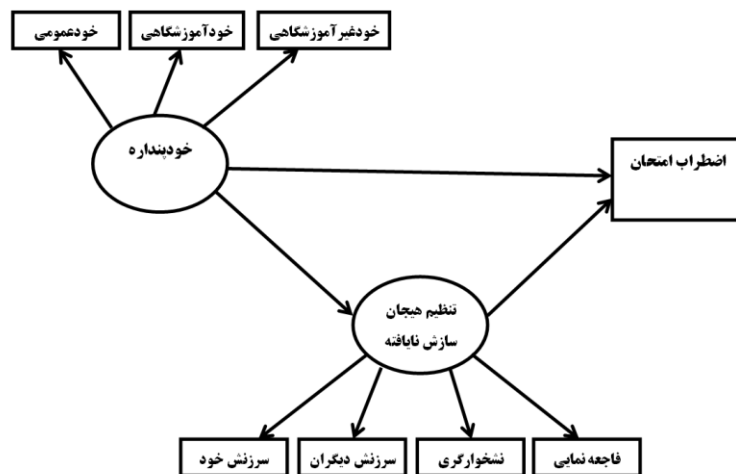 خودغیرآموزشگاهی
خودآموزشگاهی
خودعمومی
خودپنداره
اضطراب امتحان
تنظیم هیجان
سازش نایافته
فاجعه نمایی
نشخوارگری
سرزنش دیگران
سرزنش خود